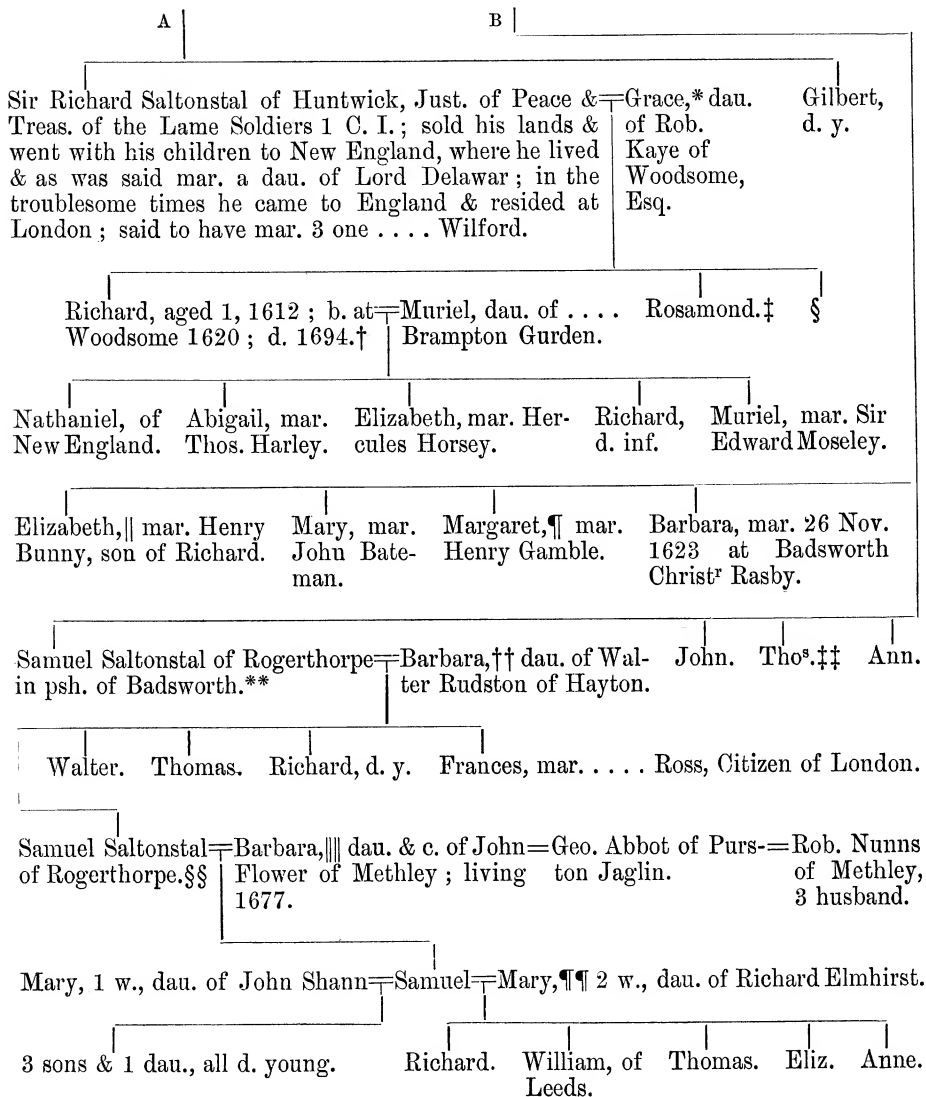 A B
Sir Richard Saltonstal of Huntwick, Just. of Peace &=Grace,* dau. Gilbert,
Treas. of the Lame Soldiers 1 C. I.; sold his lands & of Rob. d. y.
went with his children to New England, where he lived Kaye of
& as was said mar. a dau. of Lord Delawar; in the Woodsome,
troublesome times he came to England & resided at Esq.
London; said to have mar. 3 one .... Wilford.
Richard, aged 1, 1612; b. at=Muriel, dau. of .... Rosamond.‡ §
Woodsome 1620; d. 1694.† Brampton Gurden.
Nathaniel, of Abigail, mar. Elizabeth, mar. Her- Richard, Muriel, mar. Sir
New England. Thos. Harley. cules Horsey. d. inf. Edward Moseley.
Elizabeth,|| mar. Henry Mary, mar. Margaret,¶ mar. Barbara, mar. 26 Nov.
Bunny, son of Richard. John Bate- Henry Gamble. 1623 at Badsworth
man. Christʳ Rasby.
Samuel Saltonstal of Rogerthorpe=Barbara,†† dau. of Wal- John. Thoˢ.‡‡ Ann.
in psh. of Badsworth.** ter Rudston of Hayton.
Walter. Thomas. Richard, d. y. Frances, mar. .... Ross, Citizen of London.
Samuel Saltonstal=Barbara,|||| dau. & c. of John=Geo. Abbot of Purs-=Rob. Nunns
of Rogerthorpe.§§ Flower of Methley; living ton Jaglin. of Methley,
1677. 3 husband.
Mary, 1 w., dau. of John Shann=Samuel=Mary,¶¶ 2 w., dau. of Richard Elmhirst.
3 sons & 1 dau., all d. young. Richard. William, of Thomas. Eliz. Anne.
Leeds.